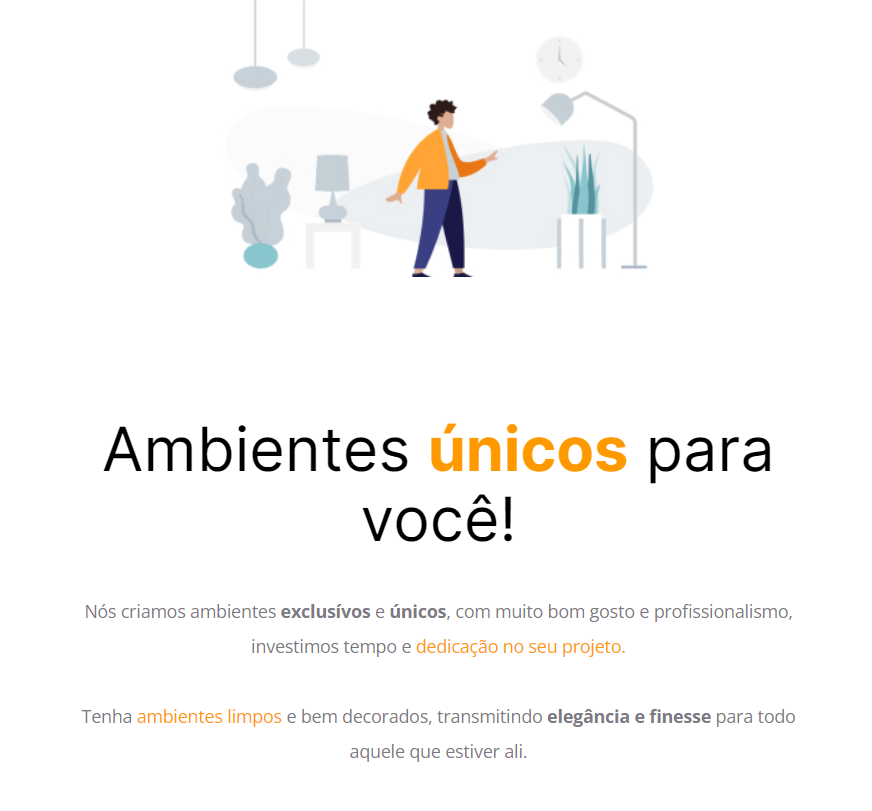 Ambientes únicos para
você!
Nós criamos ambientes exclusívos e únicos, com muito bom gosto e profissionalismo,
investimos tempo e dedicação no seu projeto.
Tenha ambientes limpos e bem decorados, transmitindo elegância e finesse para todo
aquele que estiver ali.